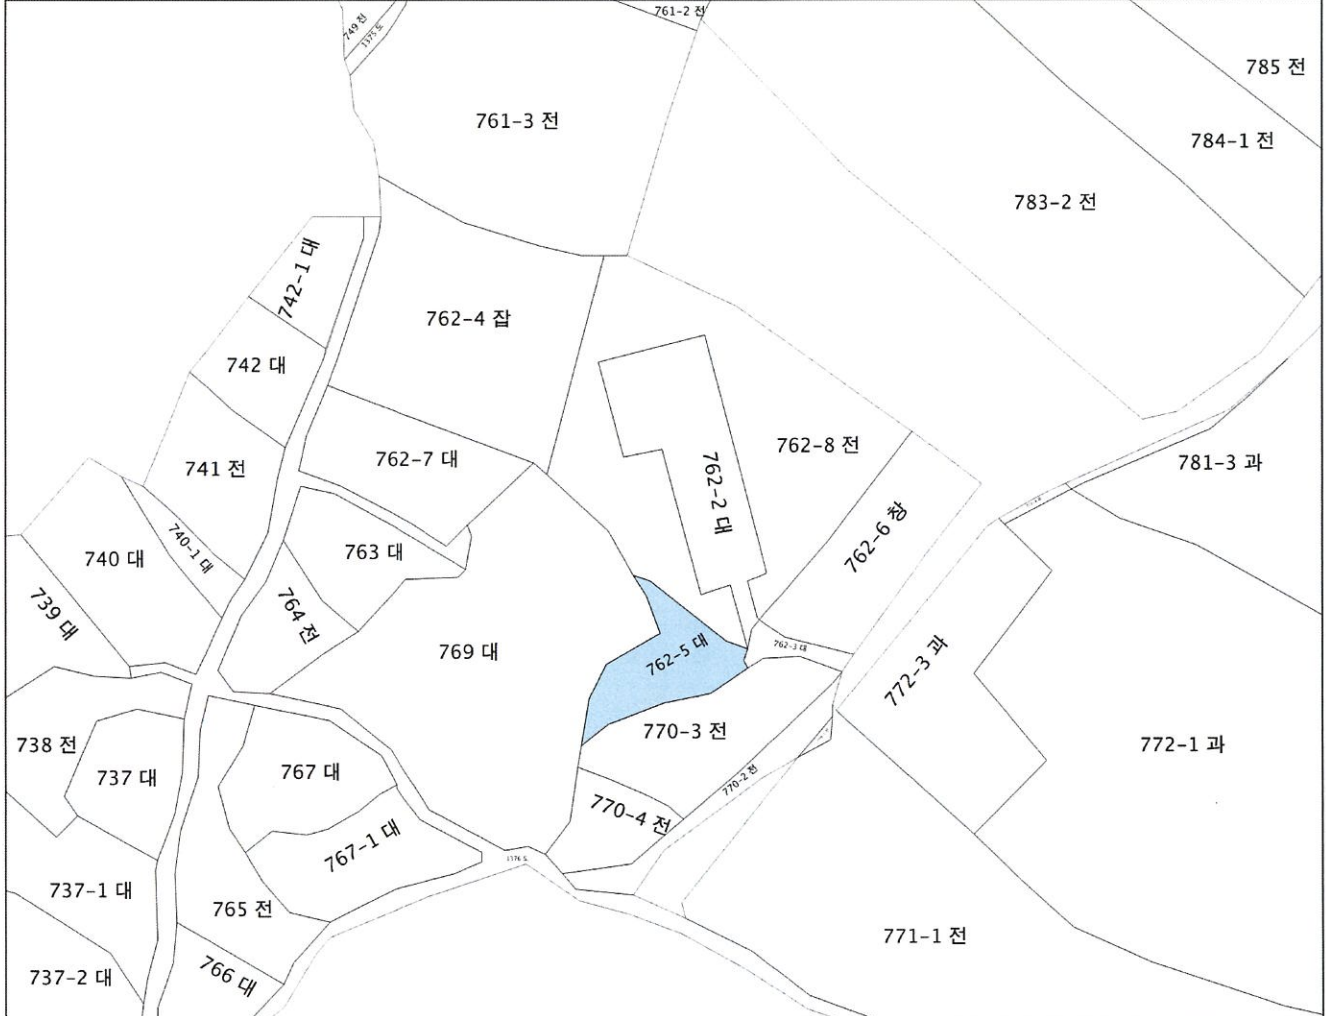 761-2 전
749 전
785 전
761-3 전
784-1 전
783-2 전
742-1 대
762-4 잡
742 대
762-8 전
762-7 대
781-3 과
741 전
762-2 대
762-6 창
740-1 대
763 대
740 대
739 대
764 전
769 대
762-5 대
762-3 대
772-3 과
738 전
770-3 전
772-1 과
767 대
737 대
770-2 전
770-4 전
767-1 대
737-1 대
765 전
771-1 전
766 대
737-2 대